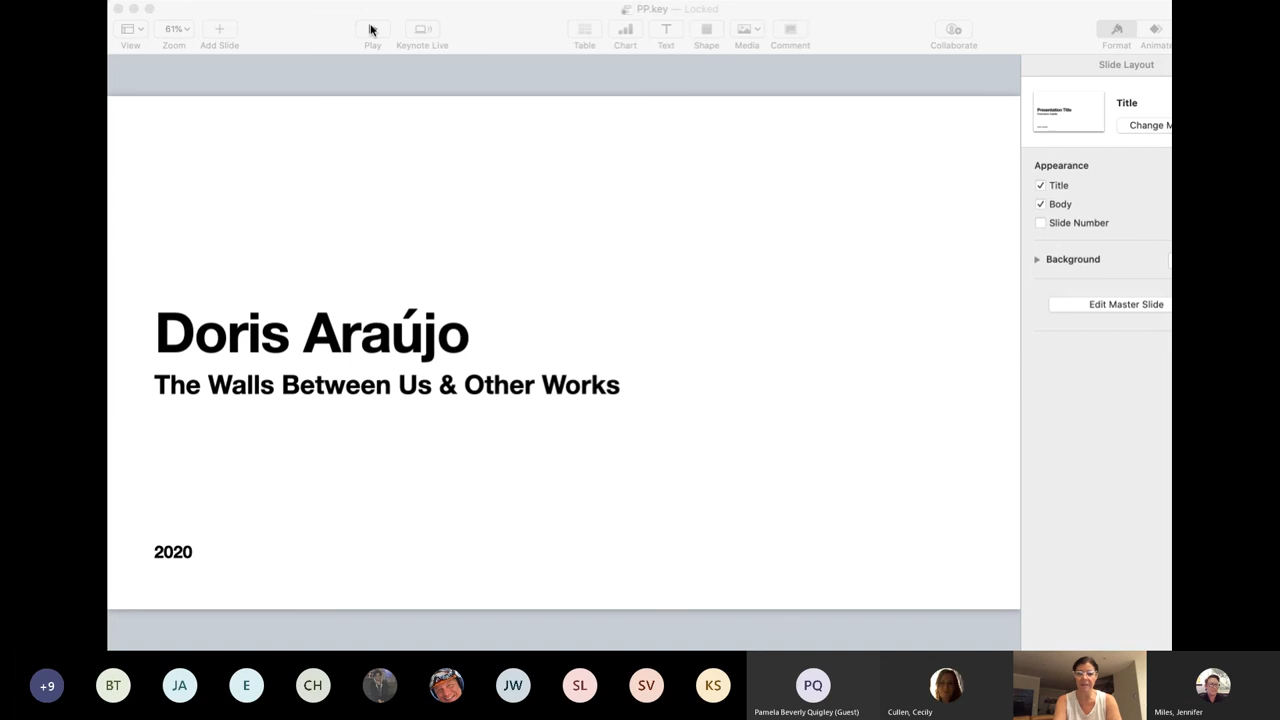 PP.key — Locked
61%
View
Zoom
Add Slide
Play
Keynote Live
Table
Chart
Text
Shape
Media
Comment
Collaborate
Format
Animate
Slide Layout
Presentation Title
Title
Change M
Appearance
Title
Body
Slide Number
Background
Edit Master Slide
Doris Araújo
The Walls Between Us & Other Works
2020
+9
BT
JA
E
CH
JW
SL
SV
KS
PQ
Pamela Beverly Quigley (Guest)
Cullen, Cecily
Miles, Jennifer